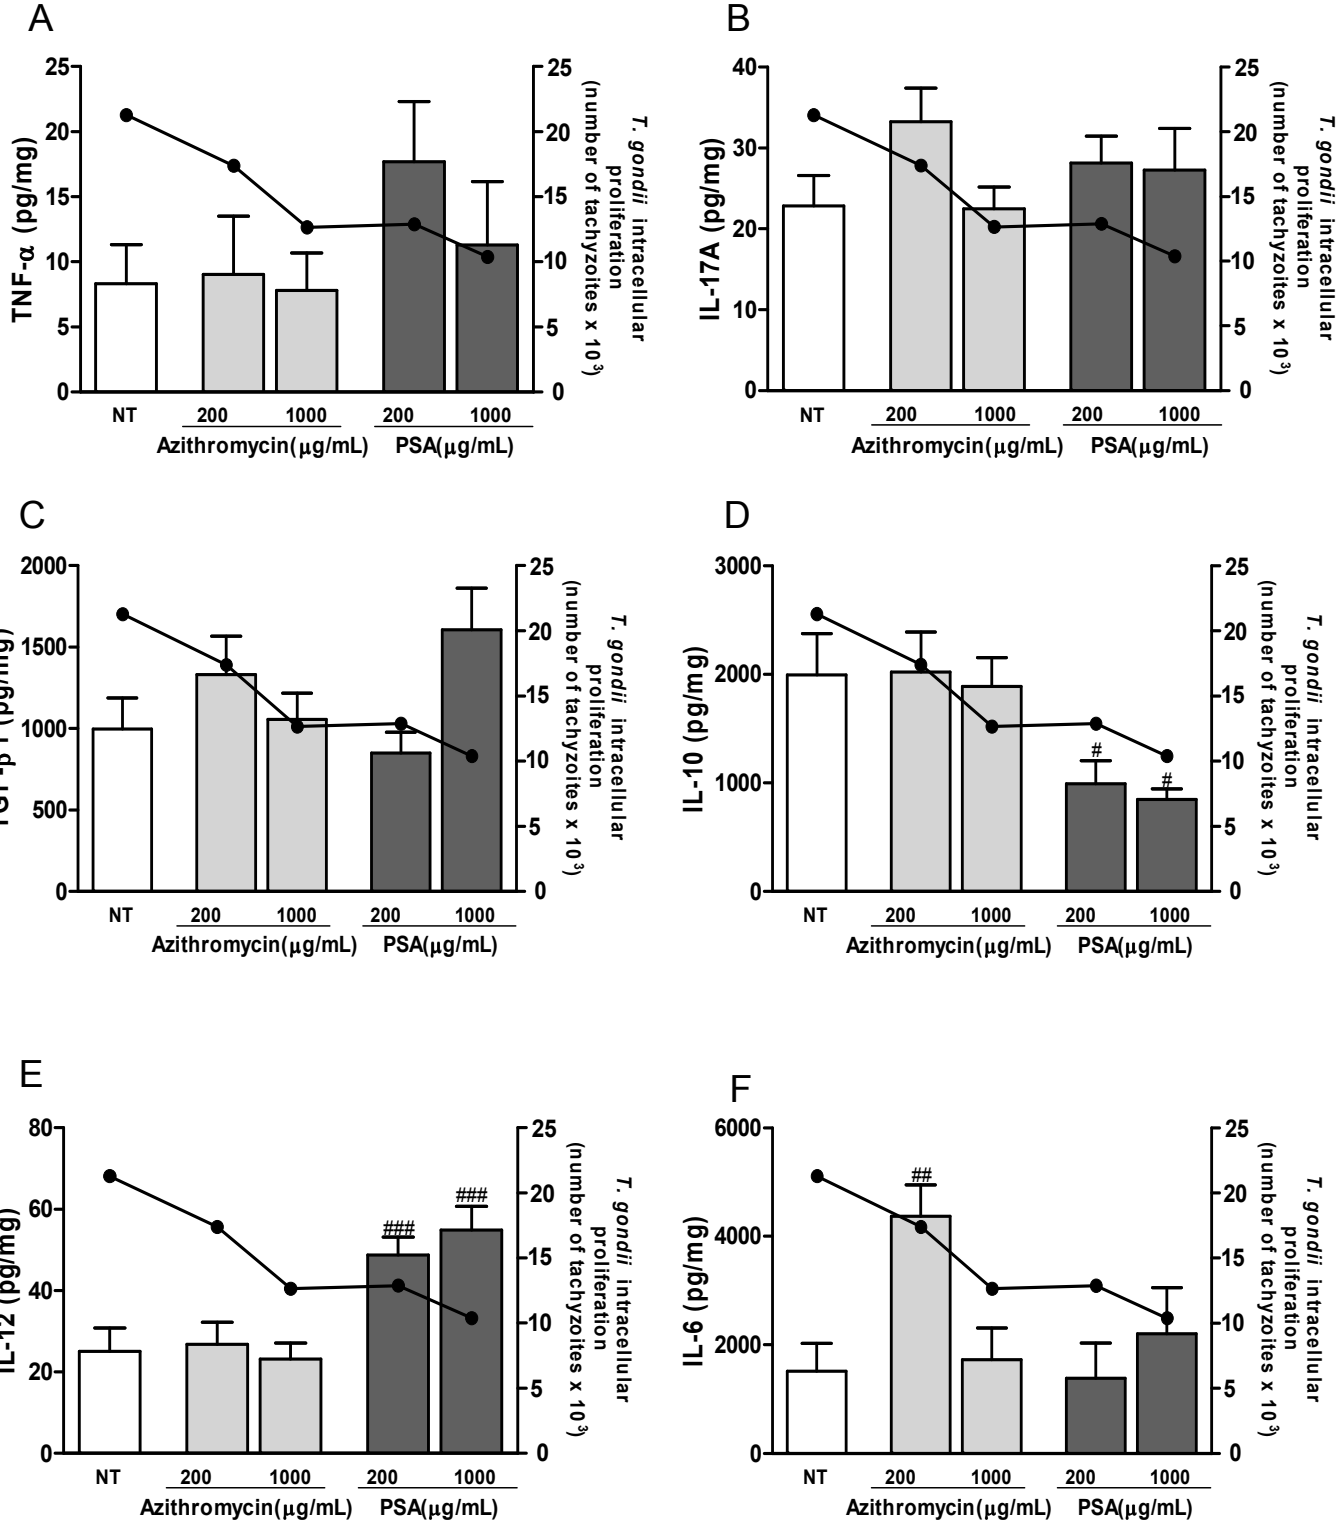 A
TNF-α (pg/mg)
25
20
15
10
5
0
25
20
15
10
5
0
T. gondii intracellular
proliferation
(number of tachyzoites x 10³)
NT
200
1000
200
1000
Azithromycin(µg/mL)
PSA(µg/mL)
B
IL-17A (pg/mg)
40
30
20
10
0
25
20
15
10
5
0
T. gondii intracellular
proliferation
(number of tachyzoites x 10³)
NT
200
1000
200
1000
Azithromycin(µg/mL)
PSA(µg/mL)
C
(pg/mg)
2000
1500
1000
500
0
25
20
15
10
5
0
T. gondii intracellular
proliferation
(number of tachyzoites x 10³)
NT
200
1000
200
1000
Azithromycin(µg/mL)
PSA(µg/mL)
D
IL-10 (pg/mg)
3000
2000
1000
0
#
#
25
20
15
10
5
0
T. gondii intracellular
proliferation
(number of tachyzoites x 10³)
NT
200
1000
200
1000
Azithromycin(µg/mL)
PSA(µg/mL)
E
IL-12 (pg/mg)
80
60
40
20
0
###
###
25
20
15
10
5
0
T. gondii intracellular
proliferation
(number of tachyzoites x 10³)
NT
200
1000
200
1000
Azithromycin(µg/mL)
PSA(µg/mL)
F
IL-6 (pg/mg)
6000
4000
2000
0
##
25
20
15
10
5
0
T. gondii intracellular
proliferation
(number of tachyzoites x 10³)
NT
200
1000
200
1000
Azithromycin(µg/mL)
PSA(µg/mL)